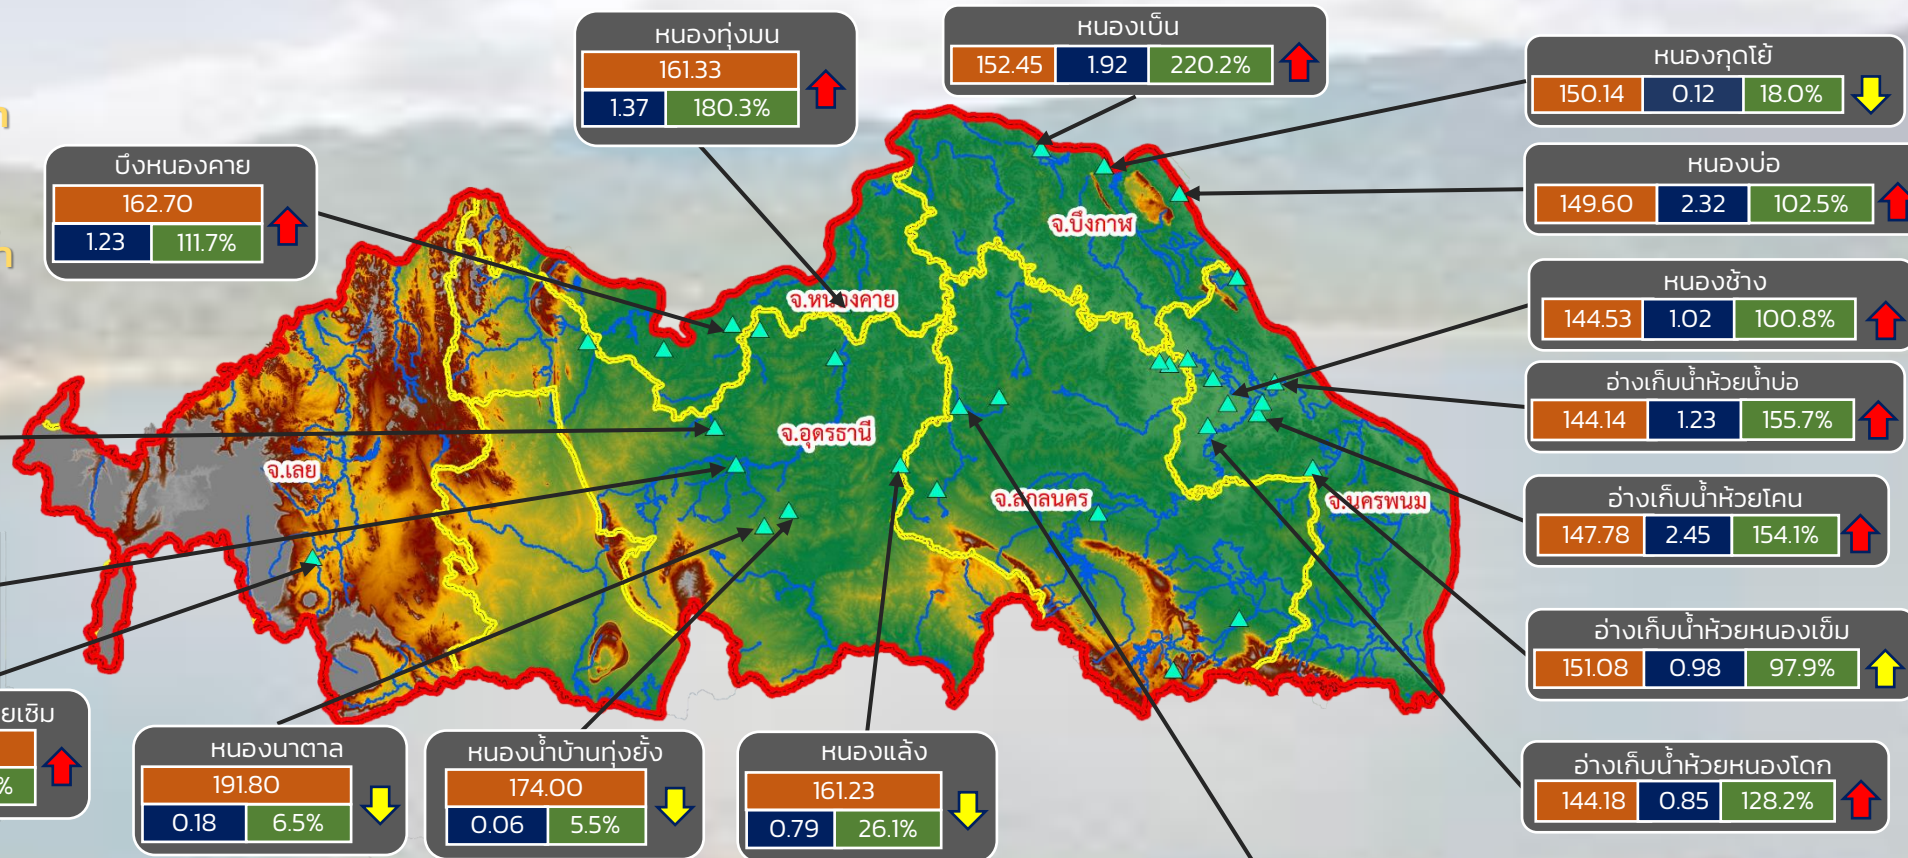 หนองทุ่งมน
161.33
1.37 180.3%
หนองเบ็น
152.45 1.92 220.2%
หนองกุดโย้
150.14 0.12 18.0%
บึงหนองคาย
162.70
1.23 111.7%
หนองบ่อ
149.60 2.32 102.5%
จ.บึงกาฬ
จ.หนองคาย
หนองช้าง
144.53 1.02 100.8%
อ่างเก็บน้ำห้วยน้ำบ่อ
144.14 1.23 155.7%
จ.อุดรธานี
จ.เลย
จ.สกลนคร
จ.นครพนม
อ่างเก็บน้ำห้วยโคน
147.78 2.45 154.1%
อ่างเก็บน้ำห้วยหนองเข็ม
151.08 0.98 97.9%
ยเซิม
%
หนองนาตาล
191.80
0.18 6.5%
หนองน้ำบ้านทุ่งยั้ง
174.00
0.06 5.5%
หนองแล้ง
161.23
0.79 26.1%
อ่างเก็บน้ำห้วยหนองโดก
144.18 0.85 128.2%